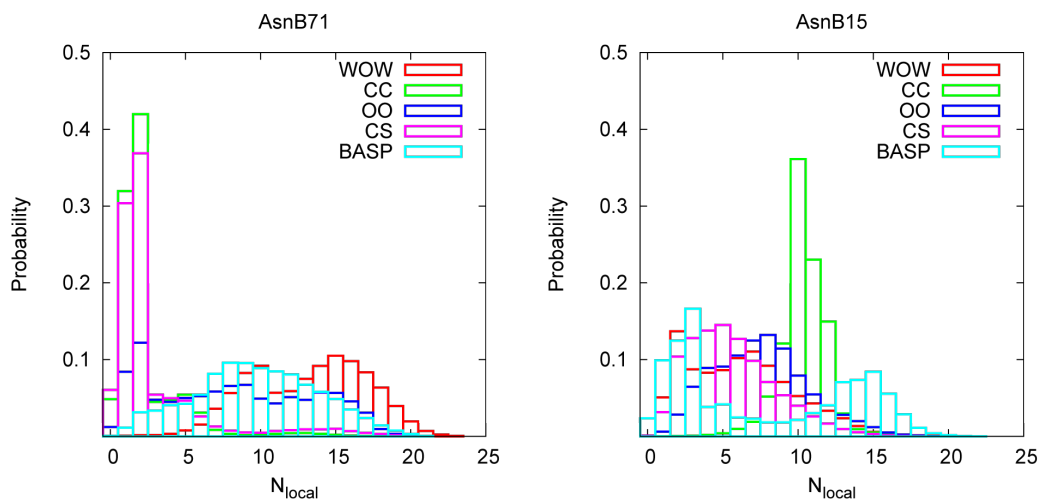 AsnB71
0.5
0.4
0.3
0.2
0.1
Probability
WOW
CC
OO
CS
BASP
0 5 10 15 20 25
N_local
AsnB15
0.5
0.4
0.3
0.2
0.1
Probability
WOW
CC
OO
CS
BASP
0 5 10 15 20 25
N_local